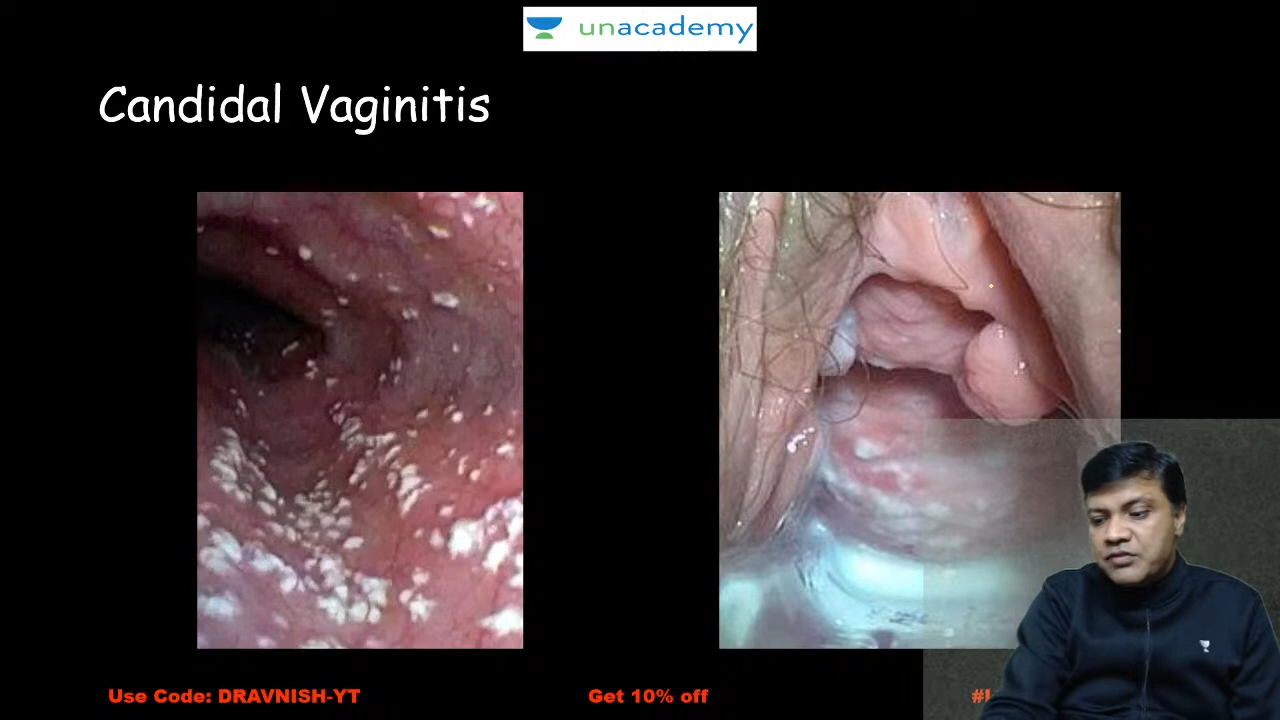 unacademy
Candidal Vaginitis
Use Code: DRAVNISH-YT
Get 10% off